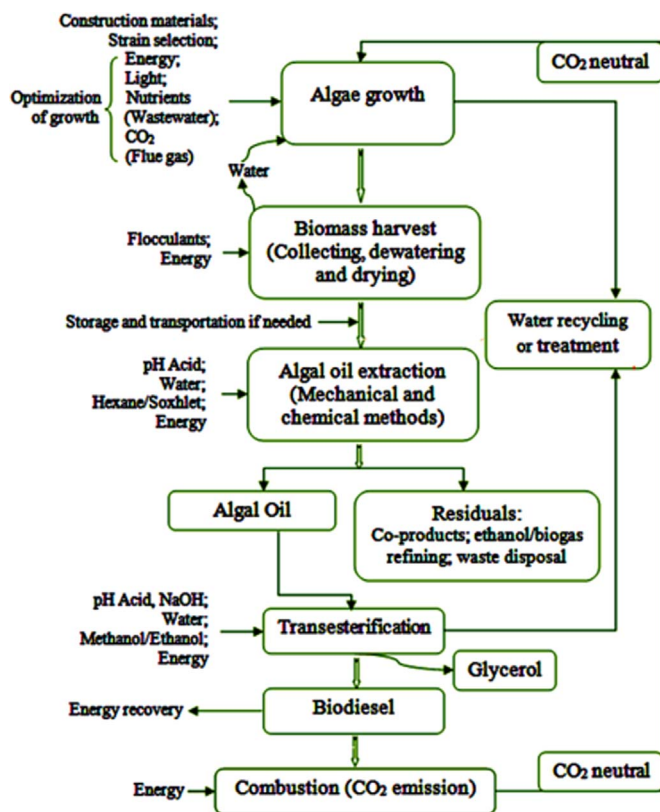 Construction materials;
Strain selection;
Energy;
Light;
Nutrients
(Wastewater);
CO₂
(Flue gas)
Optimization
of growth
Algae growth
CO₂ neutral
Water
Flocculants;
Energy
Biomass harvest
(Collecting, dewatering
and drying)
Storage and transportation if needed
Water recycling
or treatment
pH Acid;
Water;
Hexane/Soxhlet;
Energy
Algal oil extraction
(Mechanical and
chemical methods)
Algal Oil
Residuals:
Co-products; ethanol/biogas
refining; waste disposal
pH Acid, NaOH;
Water;
Methanol/Ethanol;
Energy
Transesterification
Glycerol
Energy recovery
Biodiesel
Energy
Combustion (CO₂ emission)
CO₂ neutral